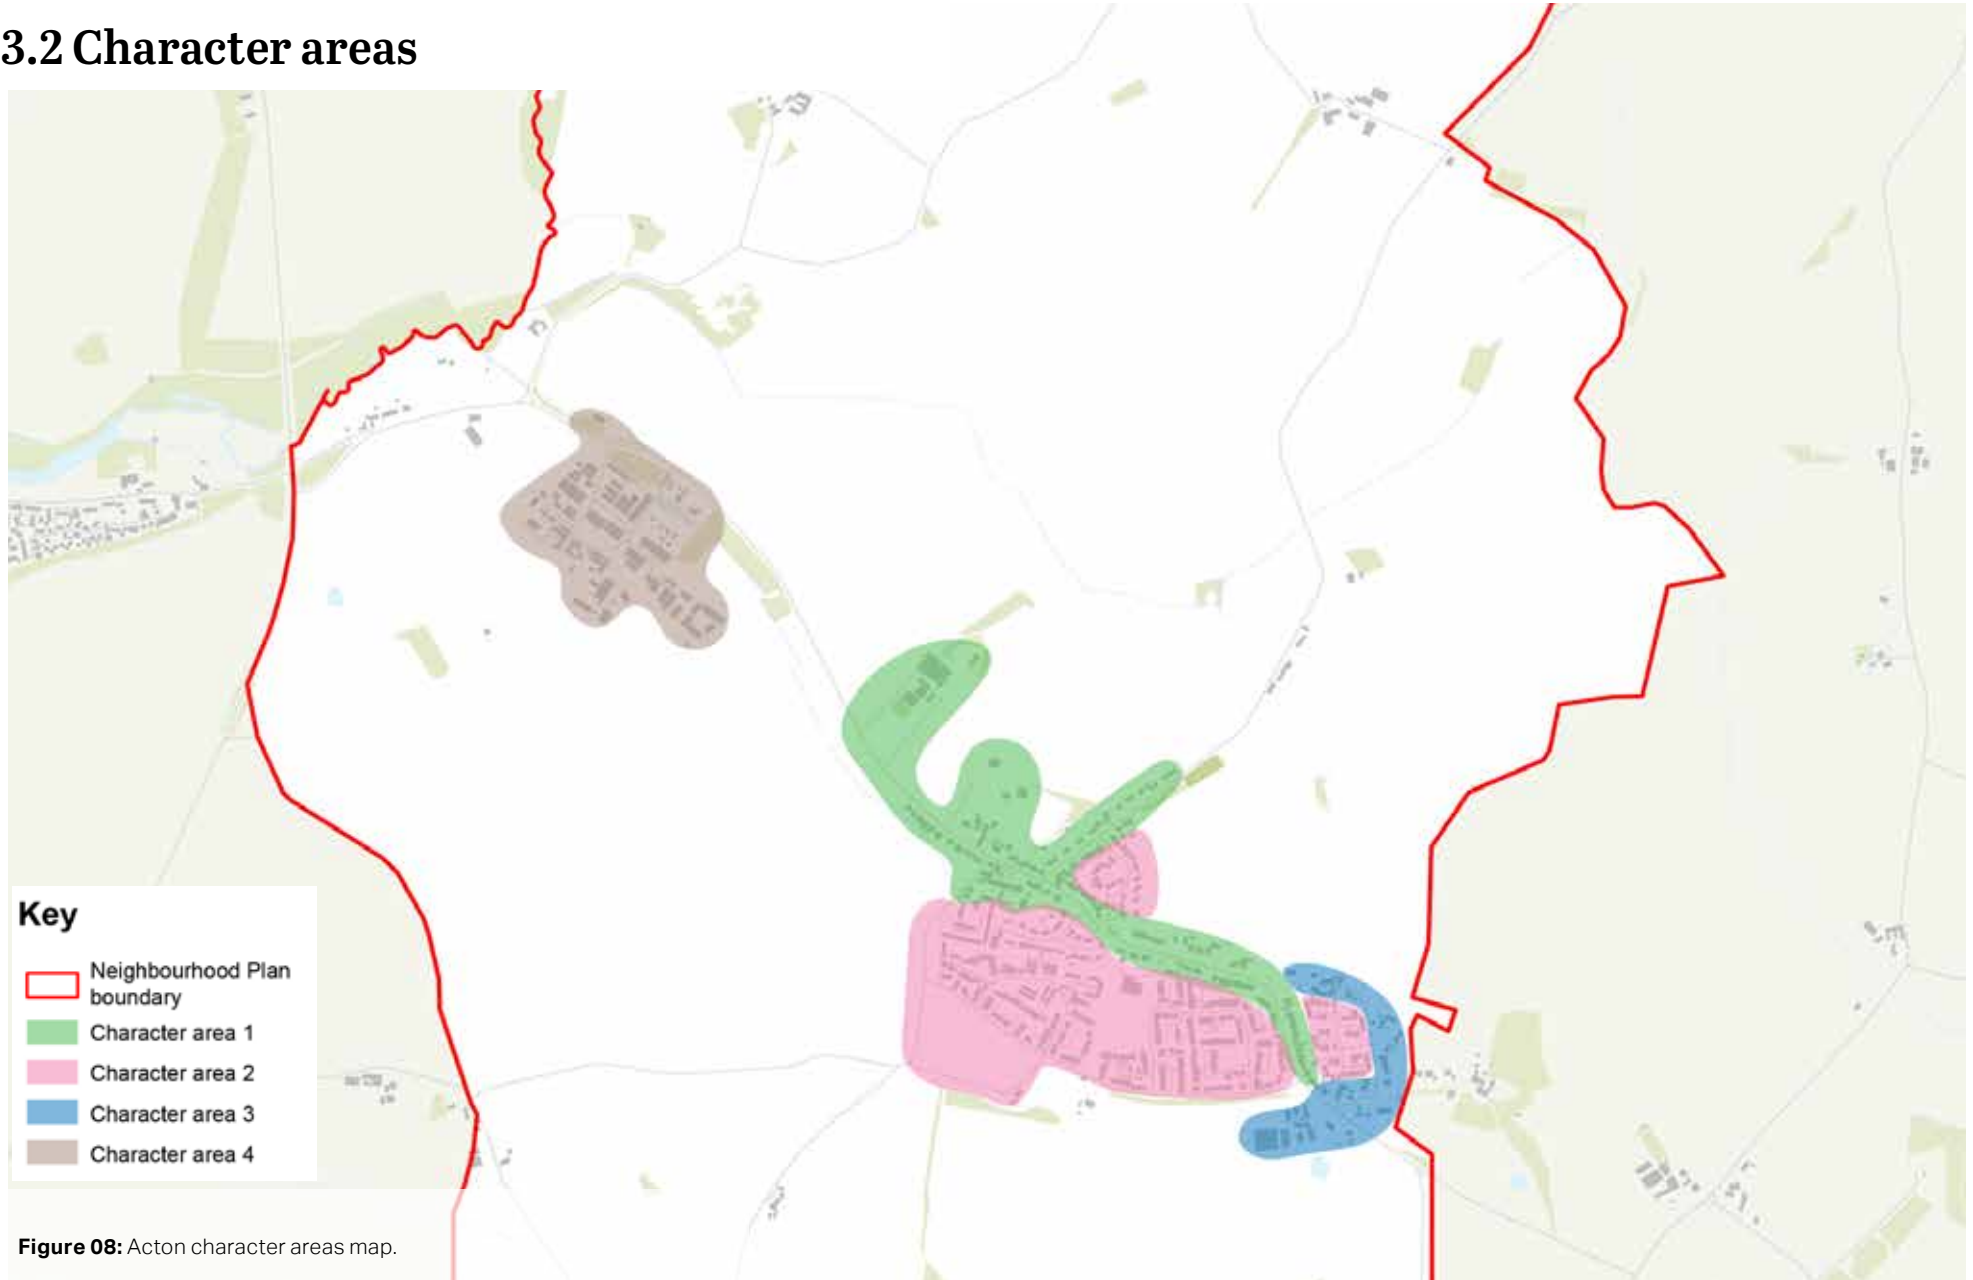 3.2 Character areas
Key
Neighbourhood Plan
boundary
Character area 1
Character area 2
Character area 3
Character area 4
Figure 08: Acton character areas map.